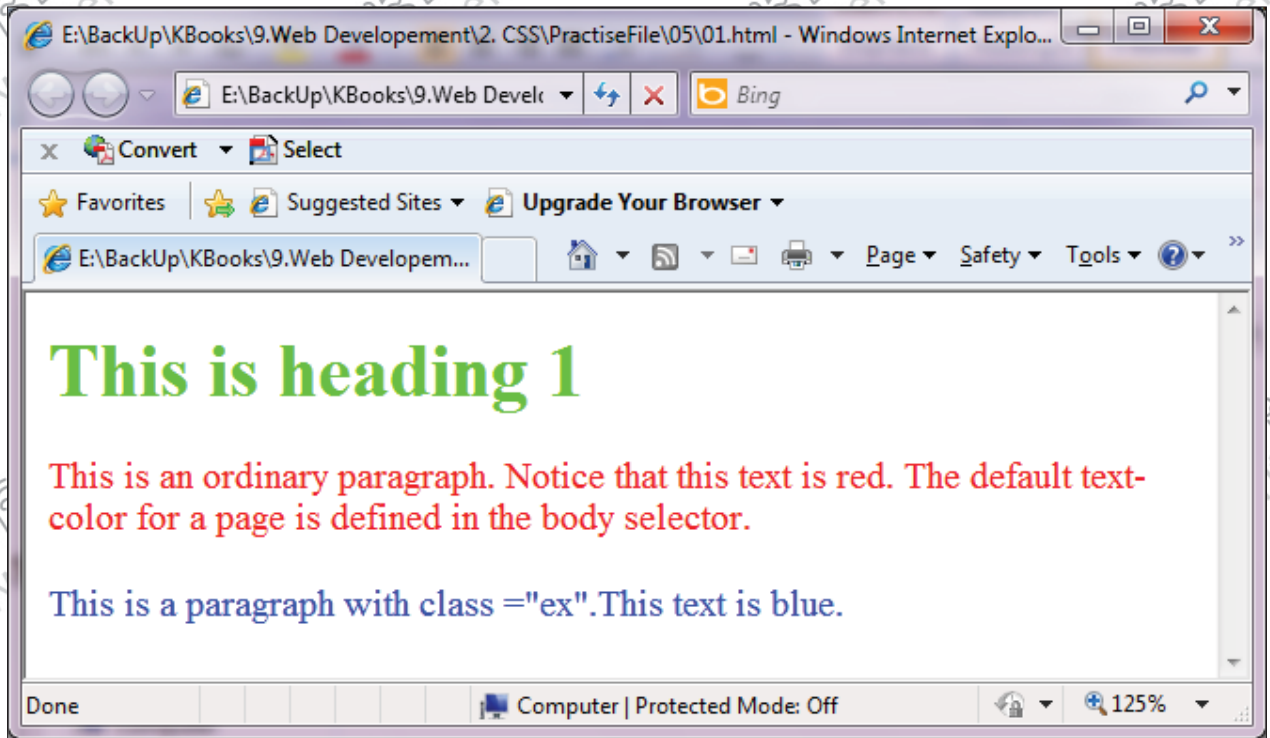 E:\BackUp\KBooks\9.Web Developement\2. CSS\PractiseFile\05\01.html - Windows Internet Explo...
E:\BackUp\KBooks\9.Web Develc Bing
x Convert Select
Favorites Suggested Sites Upgrade Your Browser
E:\BackUp\KBooks\9.Web Developem... Page Safety Tools »
This is heading 1
This is an ordinary paragraph. Notice that this text is red. The default text-
color for a page is defined in the body selector.
This is a paragraph with class ="ex".This text is blue.
Done Computer | Protected Mode: Off 125%